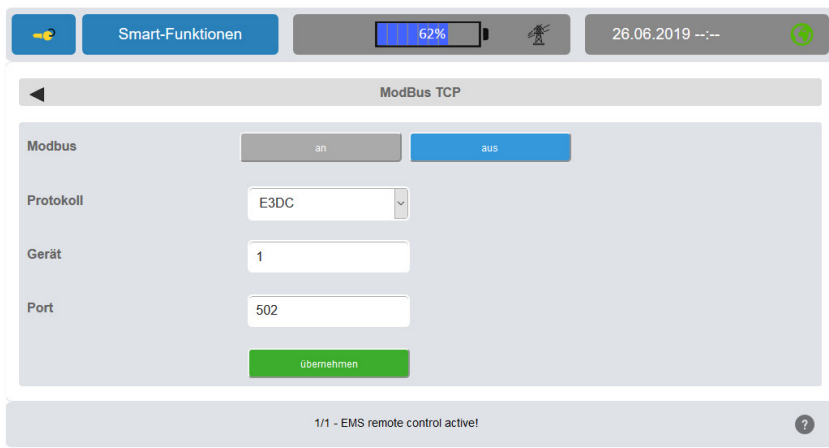 Smart-Funktionen
62%
26.06.2019 --:--
ModBus TCP
Modbus
an
aus
Protokoll
E3DC
Gerät
1
Port
502
übernehmen
1/1 - EMS remote control active!
?